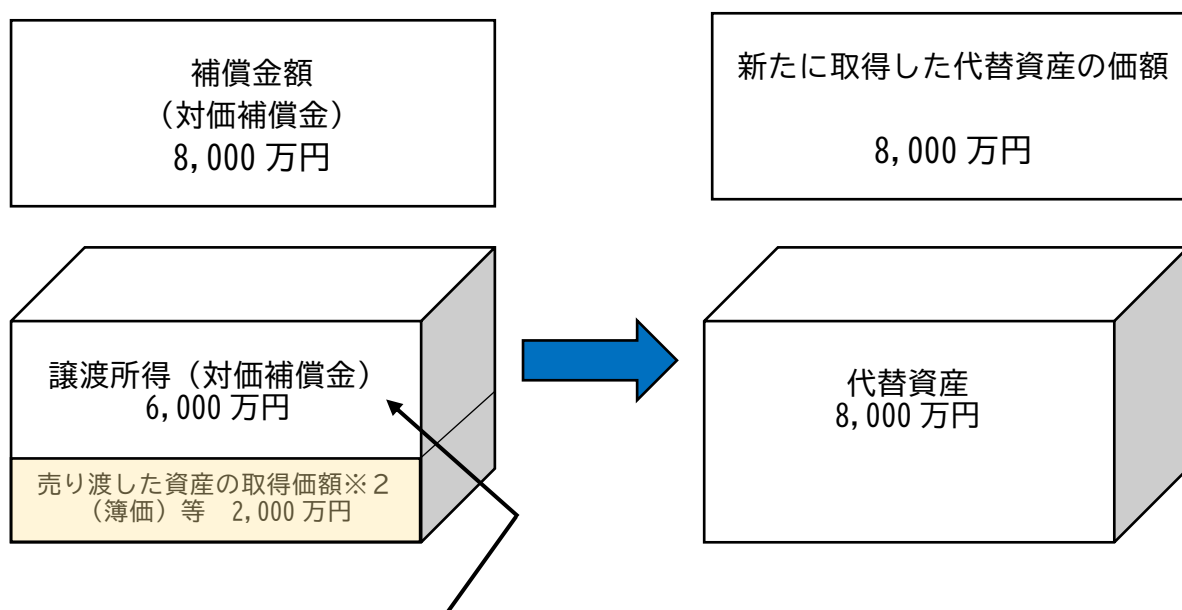 補償金額
（対価補償金）
8,000 万円
新たに取得した代替資産の価額
8,000 万円
譲渡所得（対価補償金）
6,000 万円
売り渡した資産の取得価額※２
（簿価）等　2,000 万円
代替資産
8,000 万円